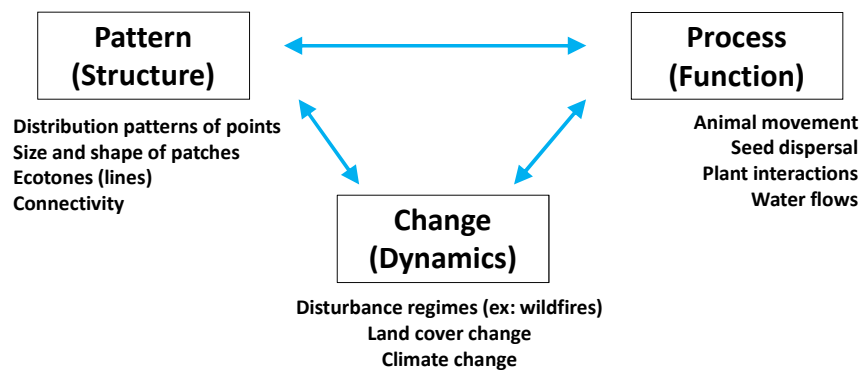 Pattern
(Structure)
Distribution patterns of points
Size and shape of patches
Ecotones (lines)
Connectivity
Process
(Function)
Animal movement
Seed dispersal
Plant interactions
Water flows
Change
(Dynamics)
Disturbance regimes (ex: wildfires)
Land cover change
Climate change